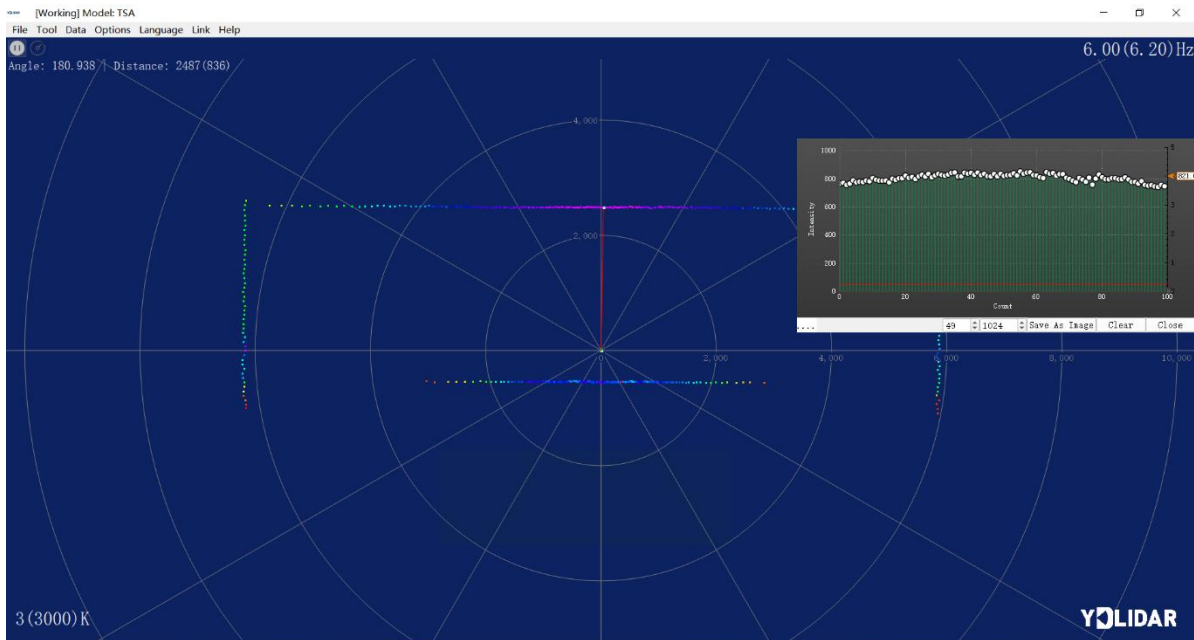 [Working] Model: TSA
File Tool Data Options Language Link Help
6.00(6.20)Hz
Angle: 180.938 | Distance: 2487(836)
4,000
2,000
0
2,000
4,000
6,000
8,000
10,000
1000
800
600
400
200
0
Intensity
0 20 40 60 80 100
Count
5
3
2
1
821.
49 1024 Save As Image Clear Close
3(3000)K
YDLIDAR